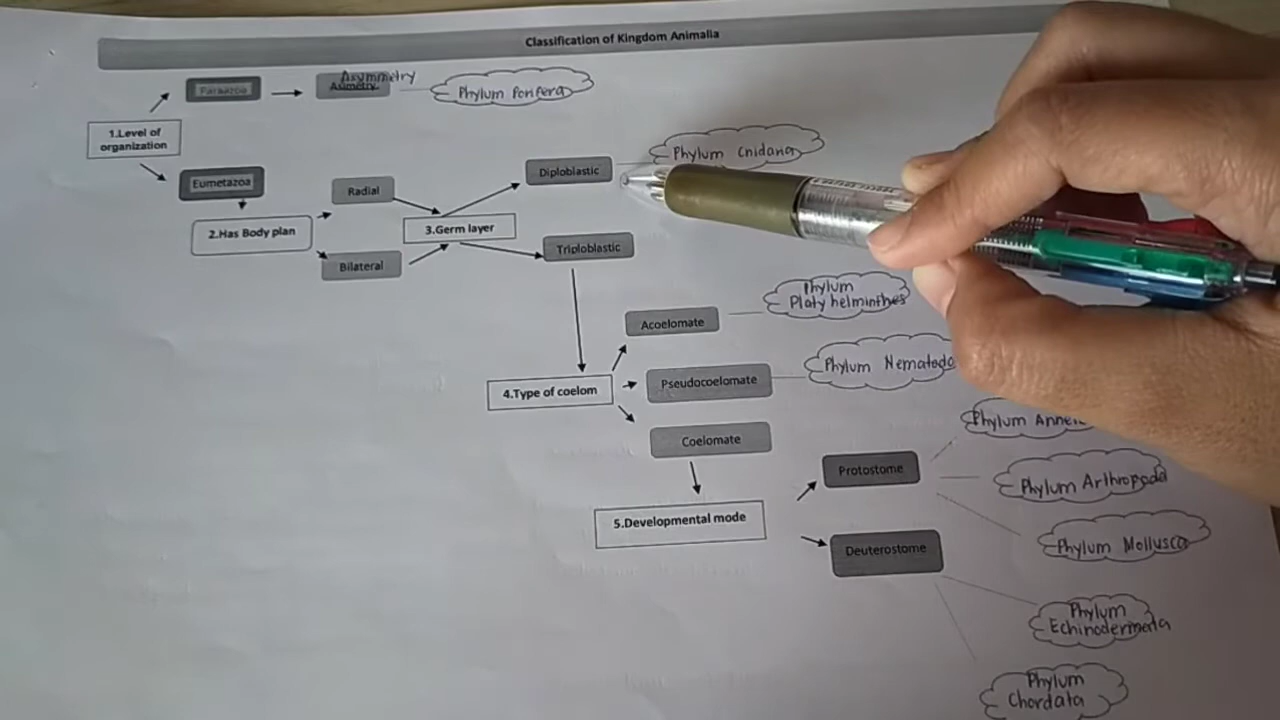 Classification of Kingdom Animalia
Parazoa
Asymmetry
Asimetry
Phylum Porifera
1.Level of
organization
Phylum Cnidaria
Diploblastic
Eumetazoa
Radial
2.Has Body plan
3.Germ layer
Triploblastic
Bilateral
Phylum
Platyhelminthes
Acoelomate
Phylum Nematoda
Pseudocoelomate
4.Type of coelom
Phylum
Coelomate
Protostome
Phylum Arthropoda
5.Developmental mode
Phylum Mollusca
Deuterostome
Phylum
Echinodermata
Phylum
Chordata